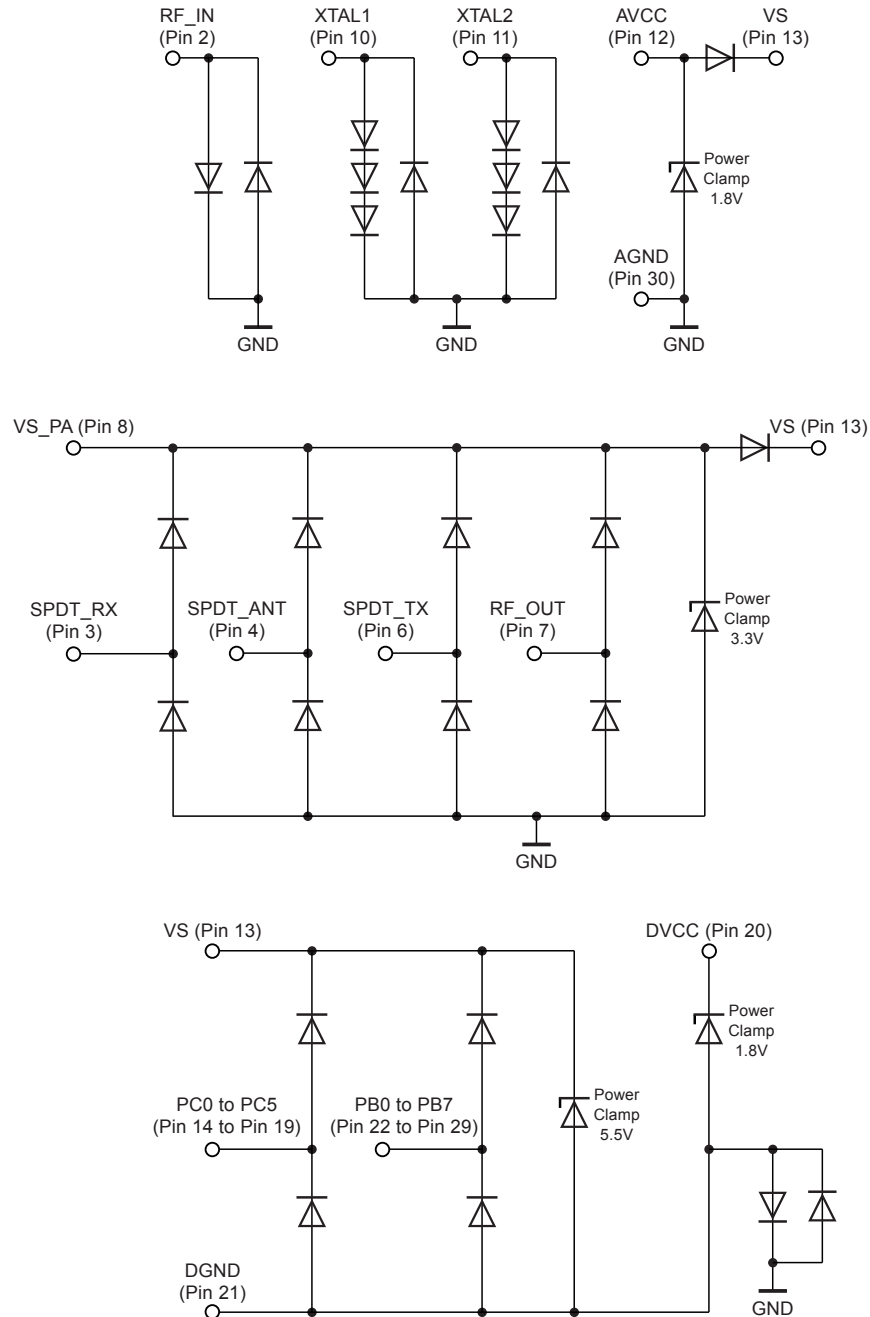 RF_IN
(Pin 2)
XTAL1
(Pin 10)
XTAL2
(Pin 11)
AVCC
(Pin 12)
VS
(Pin 13)
Power
Clamp
1.8V
AGND
(Pin 30)
GND
GND
GND
VS_PA (Pin 8)
VS (Pin 13)
SPDT_RX
(Pin 3)
SPDT_ANT
(Pin 4)
SPDT_TX
(Pin 6)
RF_OUT
(Pin 7)
Power
Clamp
3.3V
GND
VS (Pin 13)
DVCC (Pin 20)
Power
Clamp
1.8V
PC0 to PC5
(Pin 14 to Pin 19)
PB0 to PB7
(Pin 22 to Pin 29)
Power
Clamp
5.5V
DGND
(Pin 21)
GND